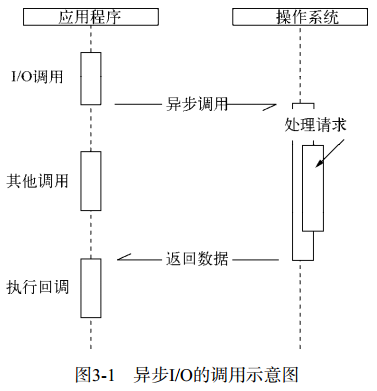 应用程序
操作系统
I/O调用
异步调用
处理请求
其他调用
返回数据
执行回调
图3-1 异步I/O的调用示意图